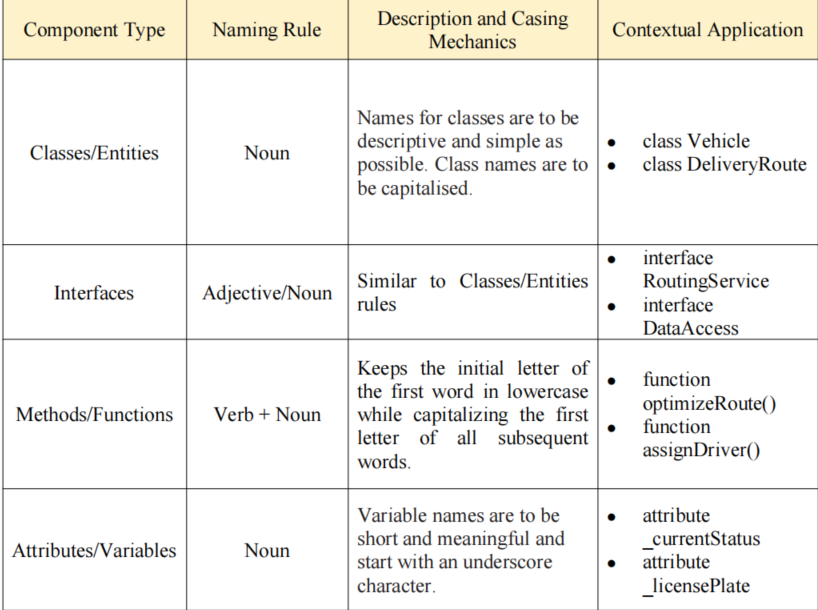 Component Type
Naming Rule
Description and Casing
Mechanics
Contextual Application
Classes/Entities
Noun
Names for classes are to be
descriptive and simple as
possible. Class names are to
be capitalised.
● class Vehicle
● class DeliveryRoute
Interfaces
Adjective/Noun
Similar to Classes/Entities
rules
● interface
RoutingService
● interface
DataAccess
Methods/Functions
Verb + Noun
Keeps the initial letter of
the first word in lowercase
while capitalizing the first
letter of all subsequent
words.
● function
optimizeRoute()
● function
assignDriver()
Attributes/Variables
Noun
Variable names are to be
short and meaningful and
start with an underscore
character.
● attribute
_currentStatus
● attribute
_licensePlate